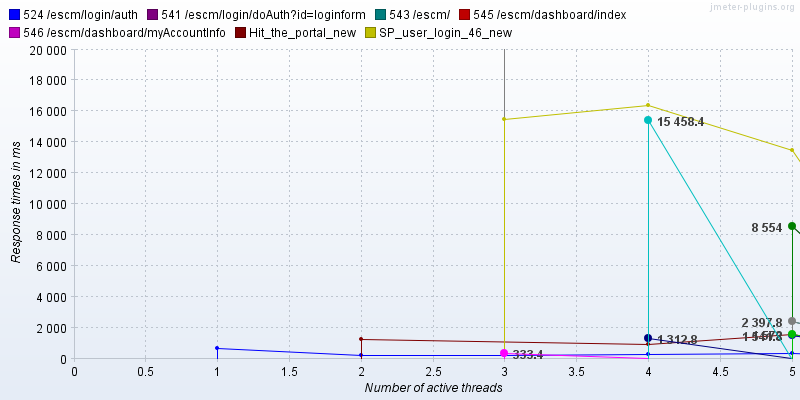 jmeter-plugins.org
524 /escm/login/auth 541 /escm/login/doAuth?id=loginform 543 /escm/ 545 /escm/dashboard/index
546 /escm/dashboard/myAccountInfo Hit_the_portal_new SP_user_login_46_new
20 000
18 000
16 000
15 458.4
14 000
12 000
Response times in ms
10 000
8 000
8 554
6 000
4 000
2 000
2 397.8
1 312.8
333.4
0
0 0.5 1 1.5 2 2.5 3 3.5 4 4.5 5
Number of active threads